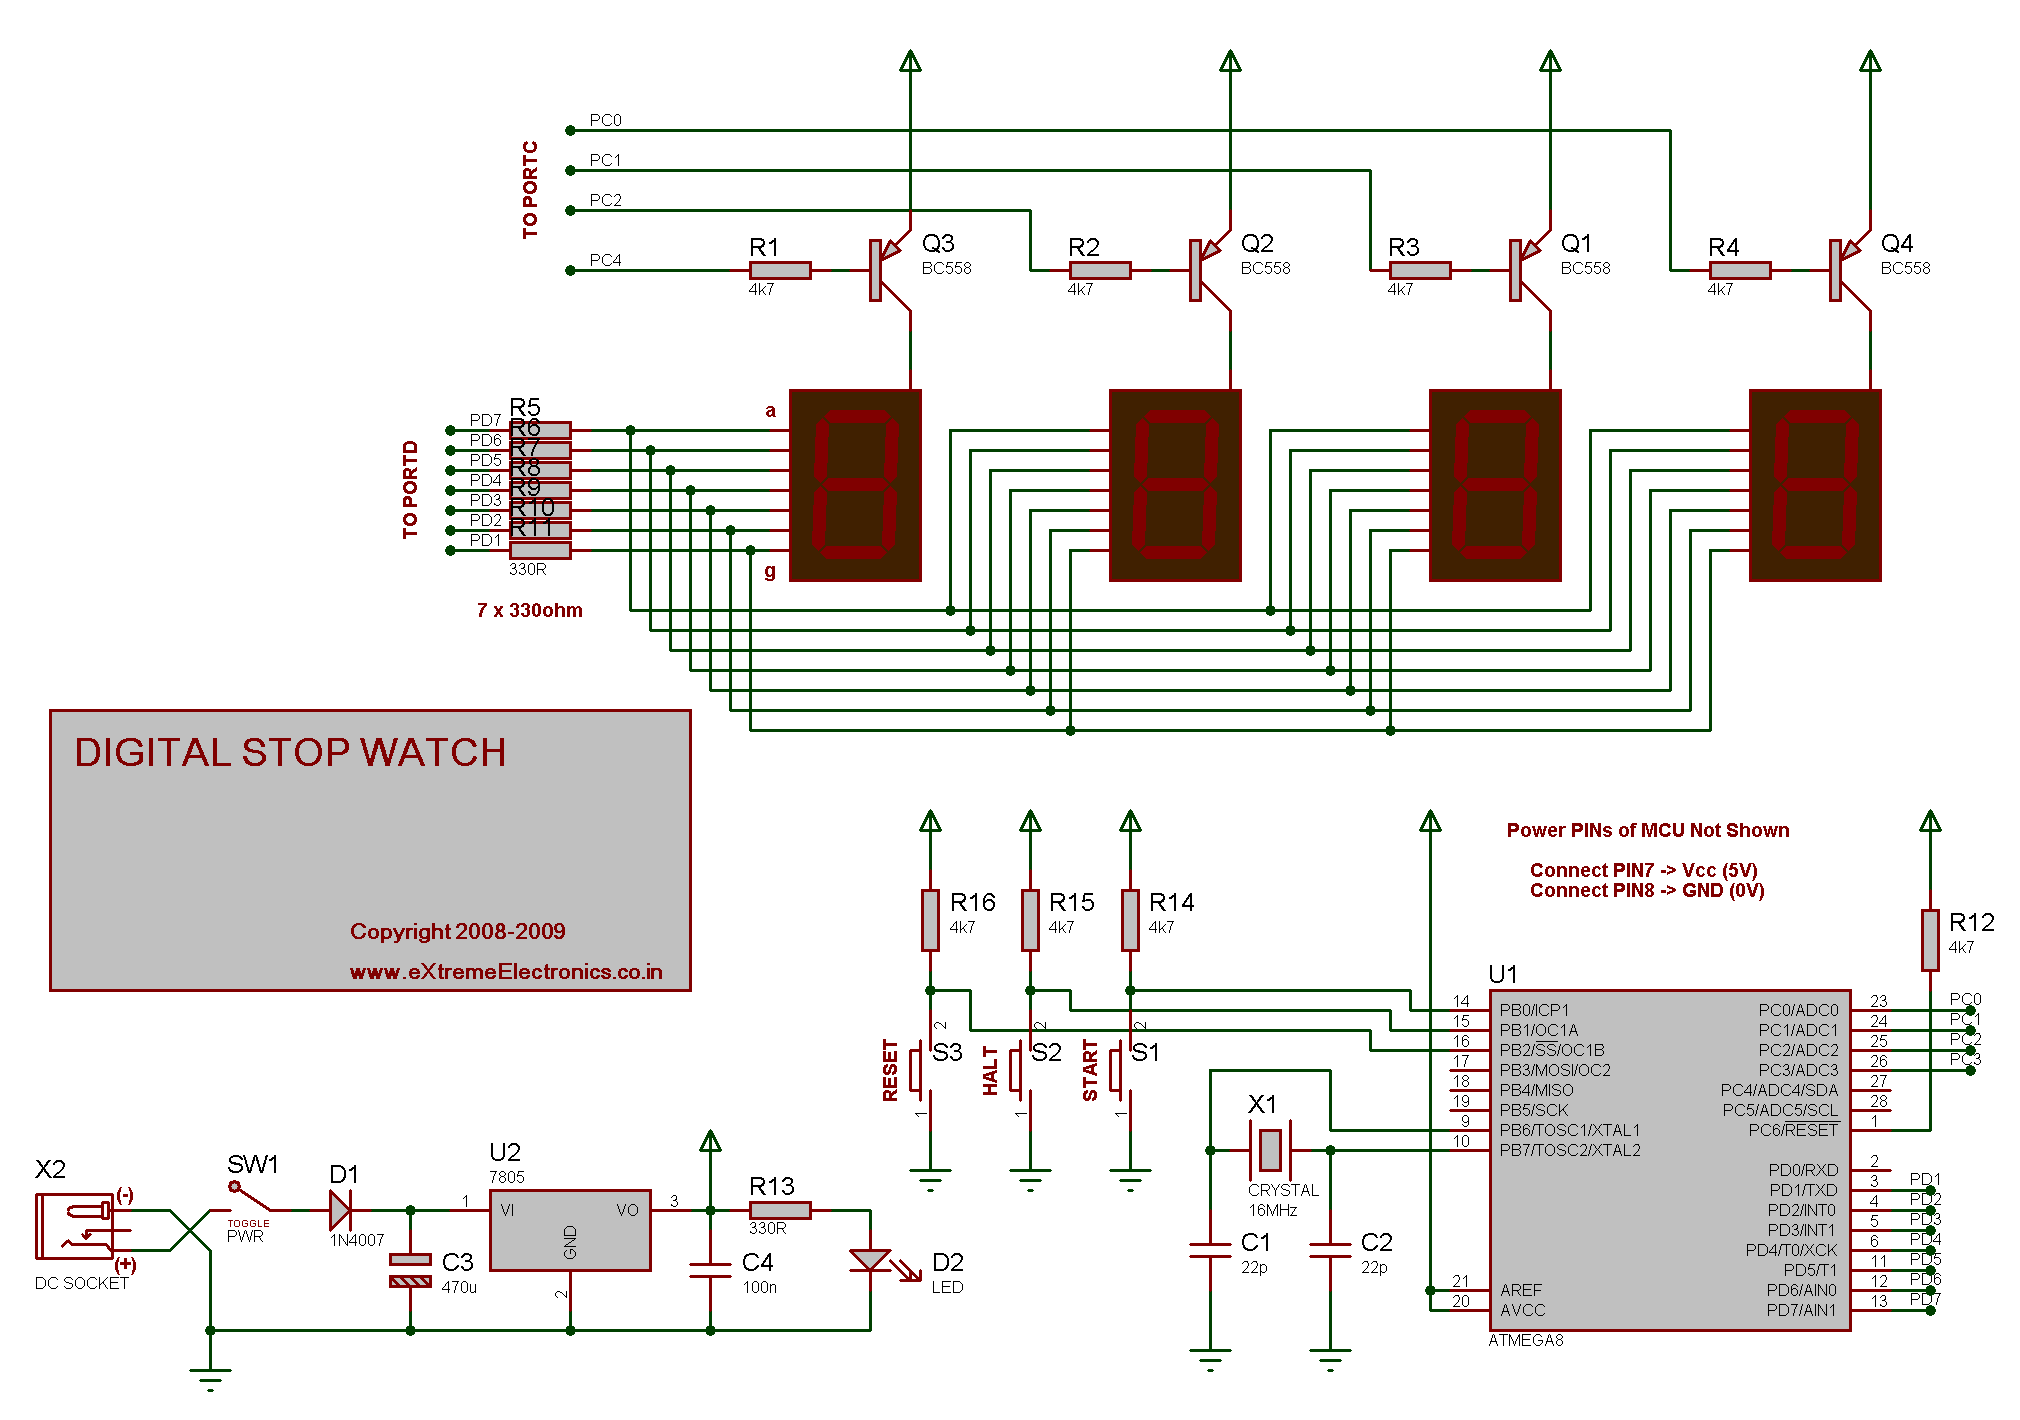 PC0
PC1
PC2
PC4
TO PORTC
R1
4k7
Q3
BC558
R2
4k7
Q2
BC558
R3
4k7
Q1
BC558
R4
4k7
Q4
BC558
TO PORTD
PD7
PD6
PD5
PD4
PD3
PD2
PD1
R5
R6
R7
R8
R9
R10
R11
330R
7 x 330ohm
a
g
DIGITAL STOP WATCH
Copyright 2008-2009
www.eXtremeElectronics.co.in
R16
4k7
R15
4k7
R14
4k7
RESET
S3
2
1
HALT
S2
2
1
START
S1
2
1
Power PINs of MCU Not Shown
Connect PIN7 -> Vcc (5V)
Connect PIN8 -> GND (0V)
R12
4k7
U1
14 PB0/ICP1
15 PB1/OC1A
16 PB2/SS/OC1B
17 PB3/MOSI/OC2
18 PB4/MISO
19 PB5/SCK
9 PB6/TOSC1/XTAL1
10 PB7/TOSC2/XTAL2
21 AREF
20 AVCC
PC0/ADC0 23 PC0
PC1/ADC1 24 PC1
PC2/ADC2 25 PC2
PC3/ADC3 26 PC3
PC4/ADC4/SDA 27
PC5/ADC5/SCL 28
PC6/RESET 1
PD0/RXD 2
PD1/TXD 3 PD1
PD2/INT0 4 PD2
PD3/INT1 5 PD3
PD4/T0/XCK 6 PD4
PD5/T1 11 PD5
PD6/AIN0 12 PD6
PD7/AIN1 13 PD7
ATMEGA8
X1
CRYSTAL
16MHz
C1
22p
C2
22p
X2
(-)
(+)
DC SOCKET
SW1
TOGGLE
PWR
D1
1N4007
C3
470u
U2
7805
1
VI
VO
3
GND
2
C4
100n
R13
330R
D2
LED